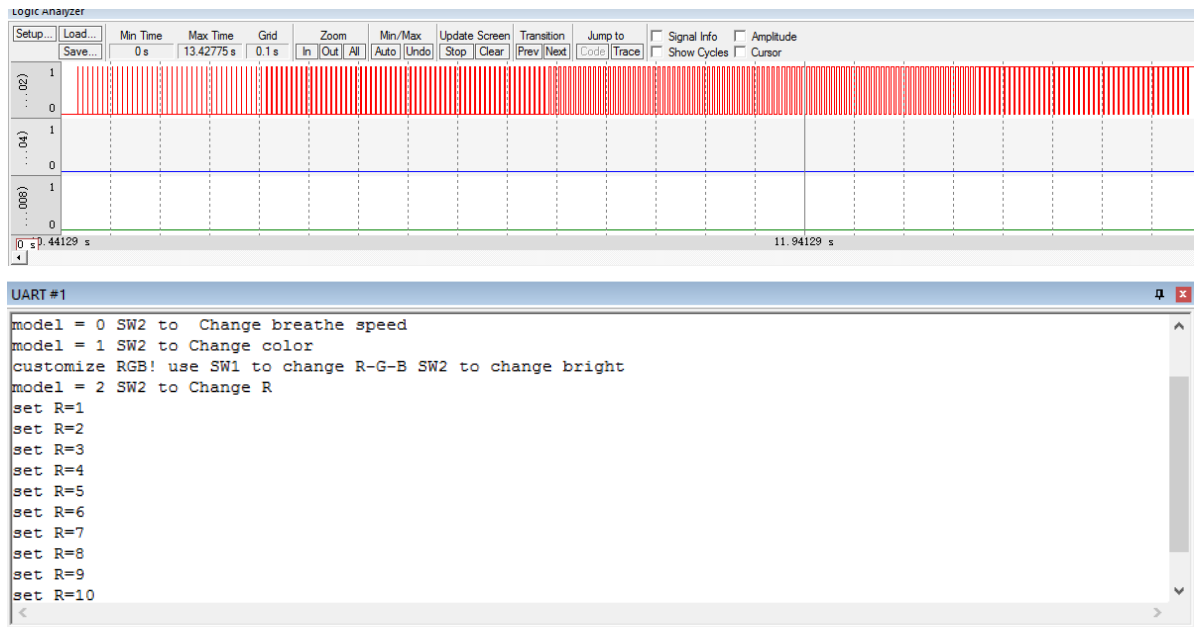 Logic Analyzer
Setup... Load... Min Time Max Time Grid Zoom Min/Max Update Screen Transition Jump to Signal Info Amplitude
Save... 0 s 13.42775 s 0.1 s In Out All Auto Undo Stop Clear Prev Next Code Trace Show Cycles Cursor
1
...02)
0
1
...04)
0
1
...008)
0
0 s 0.44129 s 11.94129 s
UART #1
model = 0 SW2 to  Change breathe speed
model = 1 SW2 to Change color
customize RGB! use SW1 to change R-G-B SW2 to change bright
model = 2 SW2 to Change R
set R=1
set R=2
set R=3
set R=4
set R=5
set R=6
set R=7
set R=8
set R=9
set R=10